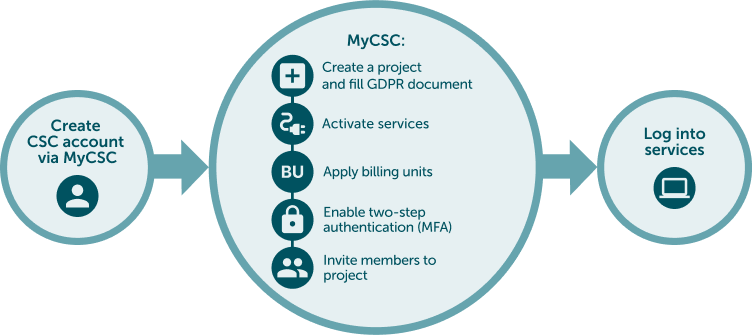 Create
CSC account
via MyCSC
MyCSC:
Create a project
and fill GDPR document
Activate services
BU
Apply billing units
Enable two-step
authentication (MFA)
Invite members to
project
Log into
services